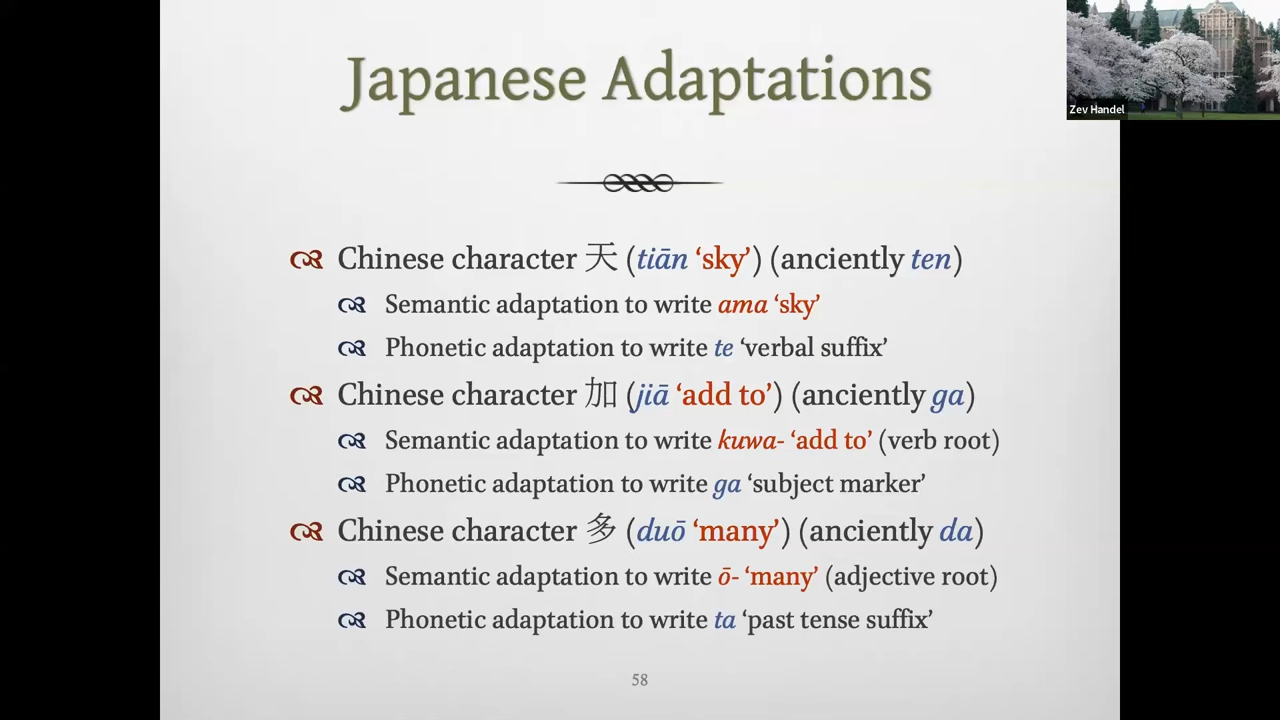 Japanese Adaptations
Zev Handel
Chinese character 天 (tiān ‘sky’) (anciently ten)
Semantic adaptation to write ama ‘sky’
Phonetic adaptation to write te ‘verbal suffix’
Chinese character 加 (jiā ‘add to’) (anciently ga)
Semantic adaptation to write kuwa- ‘add to’ (verb root)
Phonetic adaptation to write ga ‘subject marker’
Chinese character 多 (duō ‘many’) (anciently da)
Semantic adaptation to write ō- ‘many’ (adjective root)
Phonetic adaptation to write ta ‘past tense suffix’
58